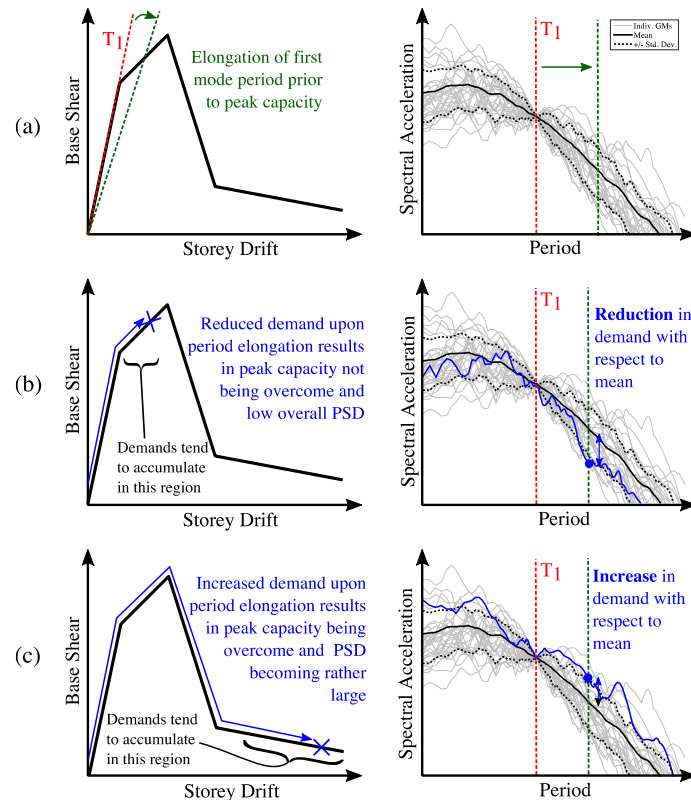 (a)
Base Shear
T1
Elongation of first
mode period prior
to peak capacity
Storey Drift
Spectral Acceleration
Indiv. GMs
Mean
+/- Std. Dev.
T1
Period
(b)
Base Shear
Reduced demand upon
period elongation results
in peak capacity not
being overcome and
low overall PSD
Demands tend
to accumulate
in this region
Storey Drift
Spectral Acceleration
T1
Reduction in
demand with
respect to
mean
Period
(c)
Base Shear
Increased demand upon
period elongation results
in peak capacity being
overcome and PSD
becoming rather
large
Demands tend
to accumulate
in this region
Storey Drift
Spectral Acceleration
T1
Increase in
demand with
respect to
mean
Period